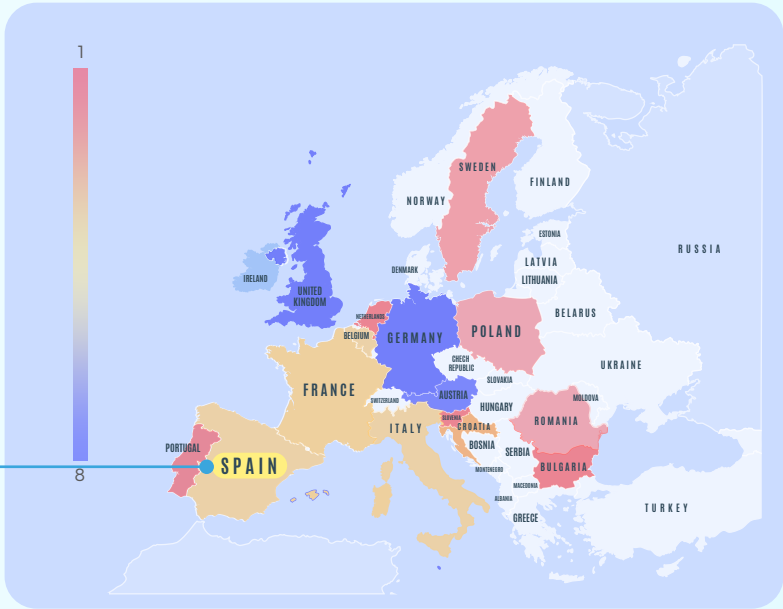 1
SWEDEN
FINLAND
NORWAY
ESTONIA
RUSSIA
LATVIA
DENMARK
IRELAND
LITHUANIA
UNITED
KINGDOM
NETHERLANDS
BELARUS
BELGIUM
GERMANY
POLAND
CHECH
REPUBLIC
UKRAINE
SLOVAKIA
FRANCE
AUSTRIA
SWITZERLAND
MOLDOVA
HUNGARY
SLOVENIA
ROMANIA
ITALY
CROATIA
PORTUGAL
BOSNIA
SERBIA
SPAIN
BULGARIA
MONTENEGRO
8
MACEDONIA
ALBANIA
TURKEY
GREECE